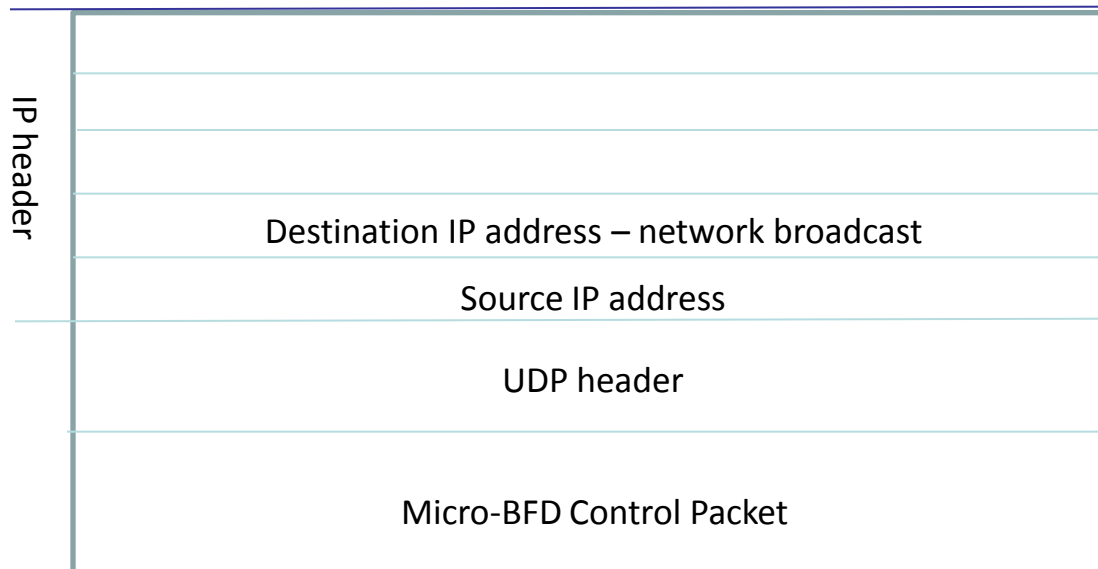 IP header
Destination IP address – network broadcast
Source IP address
UDP header
Micro-BFD Control Packet